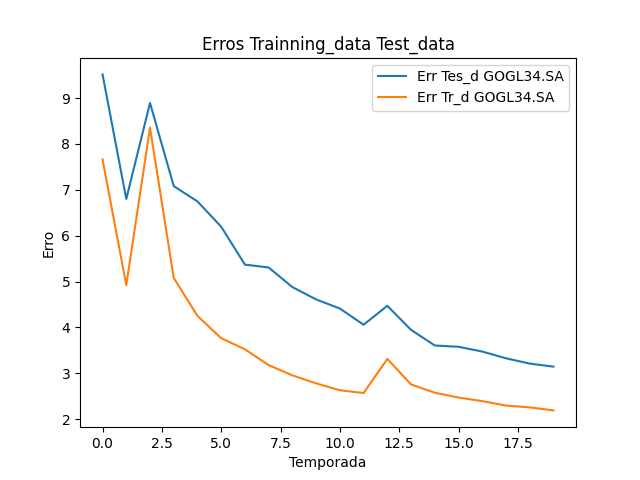 Erros Trainning_data Test_data
Err Tes_d GOGL34.SA
Err Tr_d GOGL34.SA
Erro
9
8
7
6
5
4
3
2
0.0 2.5 5.0 7.5 10.0 12.5 15.0 17.5
Temporada